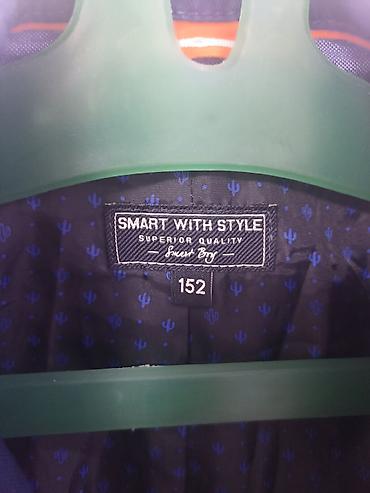 SMART WITH STYLE
SUPERIOR QUALITY
— Smart Boy —
152